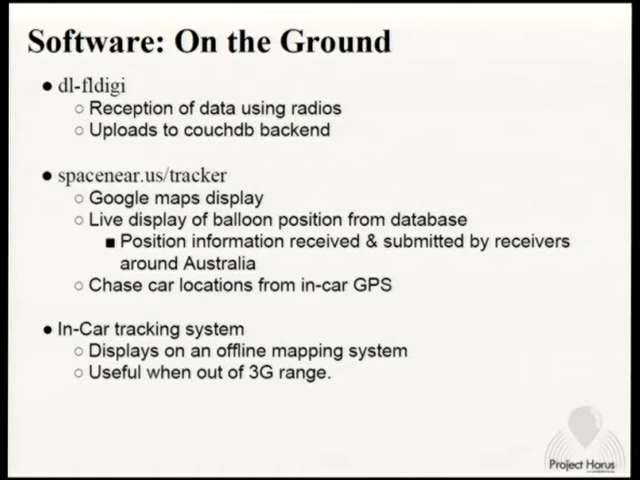 Software: On the Ground
● dl-fldigi
○ Reception of data using radios
○ Uploads to couchdb backend
● spacenear.us/tracker
○ Google maps display
○ Live display of balloon position from database
■ Position information received & submitted by receivers
around Australia
○ Chase car locations from in-car GPS
● In-Car tracking system
○ Displays on an offline mapping system
○ Useful when out of 3G range.
Project Horus